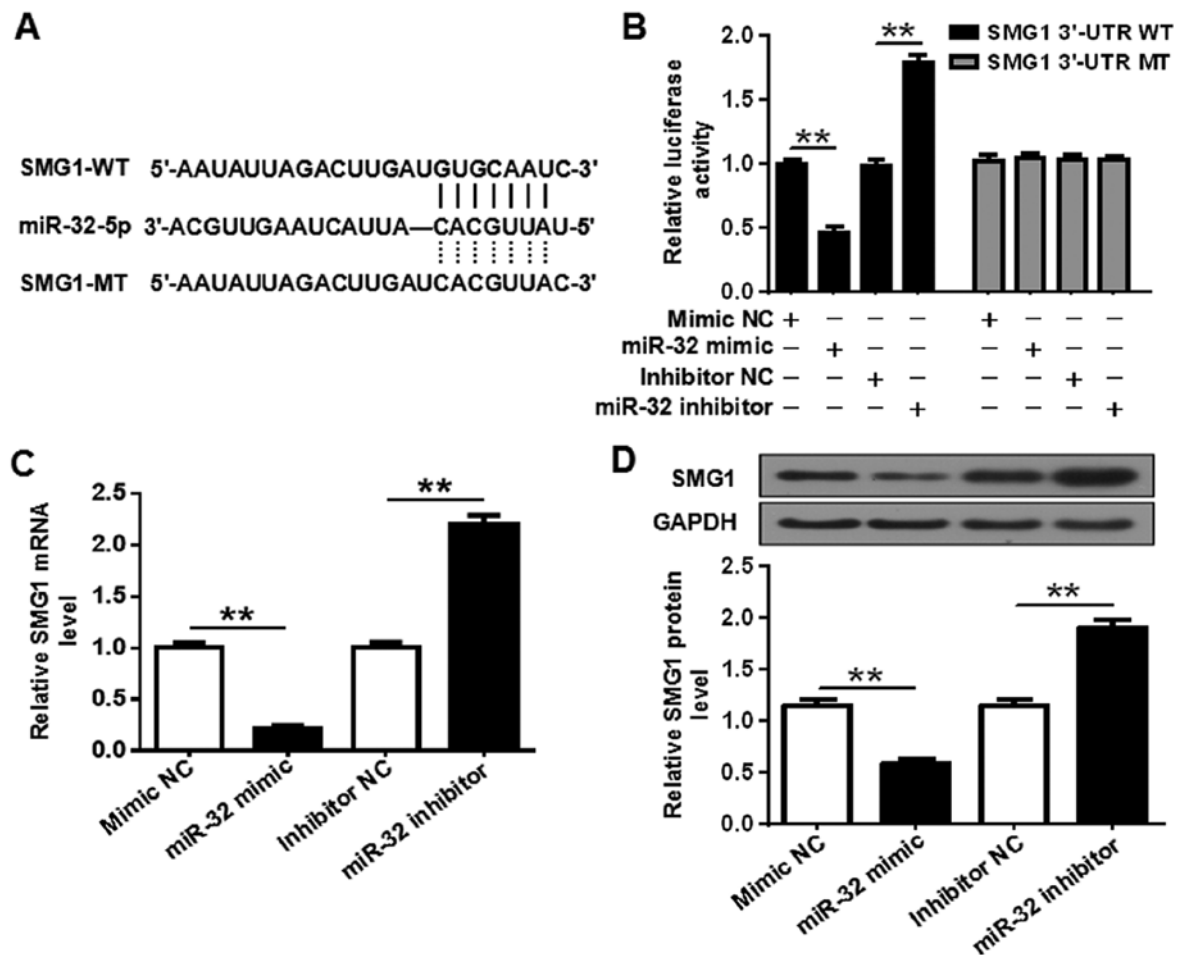 A
SMG1-WT 5'-AAUAUUAGACUUGAUGUGCAAUC-3'
miR-32-5p 3'-ACGUUGAAUCAUUA—CACGUUAU-5'
SMG1-MT 5'-AAUAUUAGACUUGAUCACGUUAC-3'
B
SMG1 3'-UTR WT
SMG1 3'-UTR MT
Relative luciferase
activity
2.0
1.5
1.0
0.5
0.0
** **
Mimic NC + − − − + − − −
miR-32 mimic − + − − − + − −
Inhibitor NC − − + − − − + −
miR-32 inhibitor − − − + − − − +
C
Relative SMG1 mRNA
level
2.5
2.0
1.5
1.0
0.5
0.0
** **
Mimic NC
miR-32 mimic
Inhibitor NC
miR-32 inhibitor
D
SMG1
GAPDH
Relative SMG1 protein
level
2.5
2.0
1.5
1.0
0.5
0.0
** **
Mimic NC
miR-32 mimic
Inhibitor NC
miR-32 inhibitor